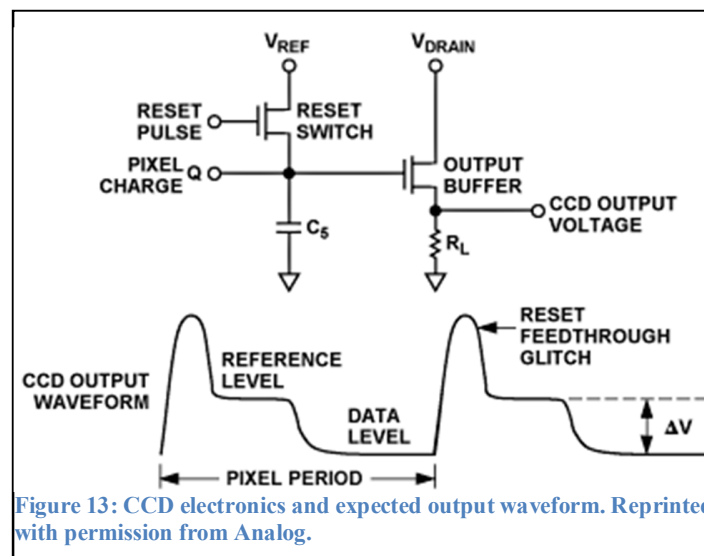 VREF
VDRAIN
RESET
PULSE
RESET
SWITCH
PIXEL
CHARGE
Q
OUTPUT
BUFFER
CCD OUTPUT
VOLTAGE
C5
RL
RESET
FEEDTHROUGH
GLITCH
CCD OUTPUT
WAVEFORM
REFERENCE
LEVEL
DATA
LEVEL
ΔV
PIXEL PERIOD
Figure 13: CCD electronics and expected output waveform. Reprinted
with permission from Analog.